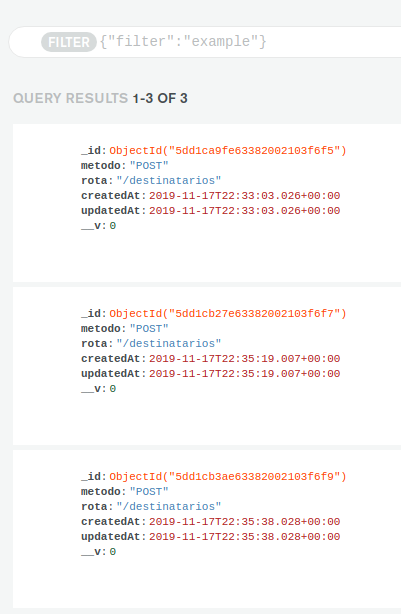 FILTER {"filter":"example"}
QUERY RESULTS 1-3 OF 3
_id: ObjectId("5dd1ca9fe63382002103f6f5")
metodo: "POST"
rota: "/destinatarios"
createdAt: 2019-11-17T22:33:03.026+00:00
updatedAt: 2019-11-17T22:33:03.026+00:00
__v: 0
_id: ObjectId("5dd1cb27e63382002103f6f7")
metodo: "POST"
rota: "/destinatarios"
createdAt: 2019-11-17T22:35:19.007+00:00
updatedAt: 2019-11-17T22:35:19.007+00:00
__v: 0
_id: ObjectId("5dd1cb3ae63382002103f6f9")
metodo: "POST"
rota: "/destinatarios"
createdAt: 2019-11-17T22:35:38.028+00:00
updatedAt: 2019-11-17T22:35:38.028+00:00
__v: 0